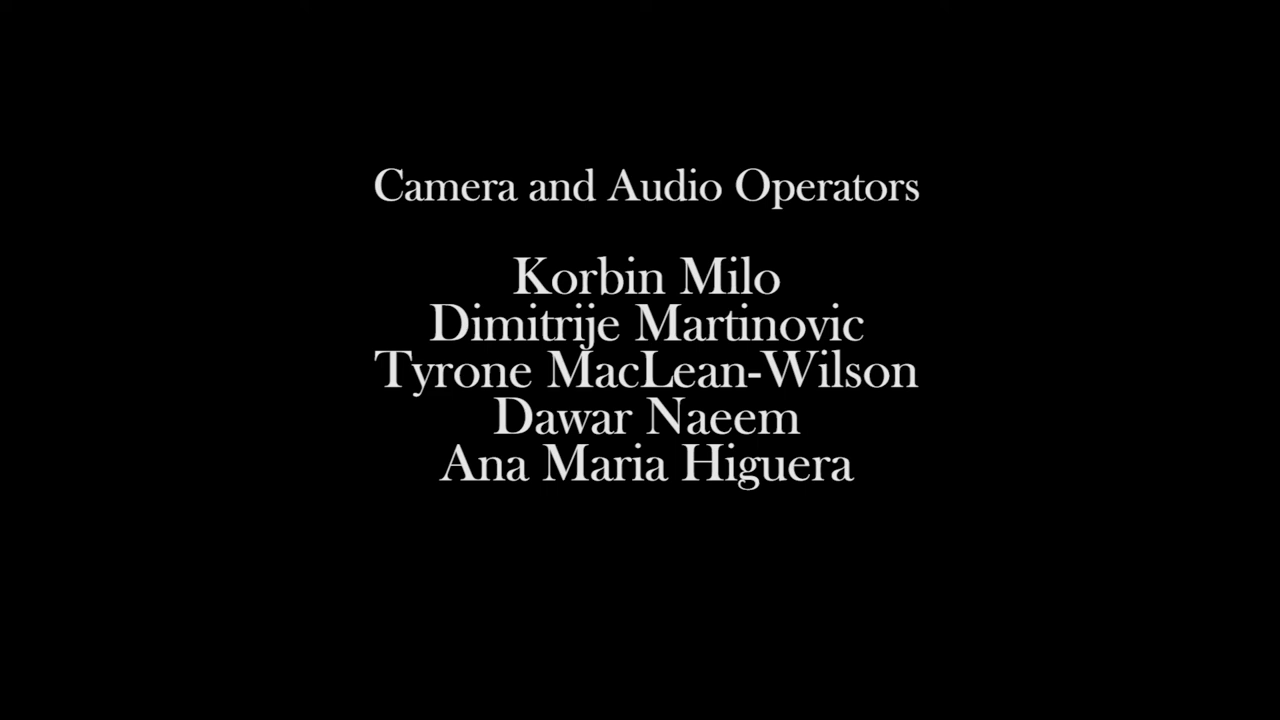 Camera and Audio Operators
Korbin Milo
Dimitrije Martinovic
Tyrone MacLean-Wilson
Dawar Naeem
Ana Maria Higuera